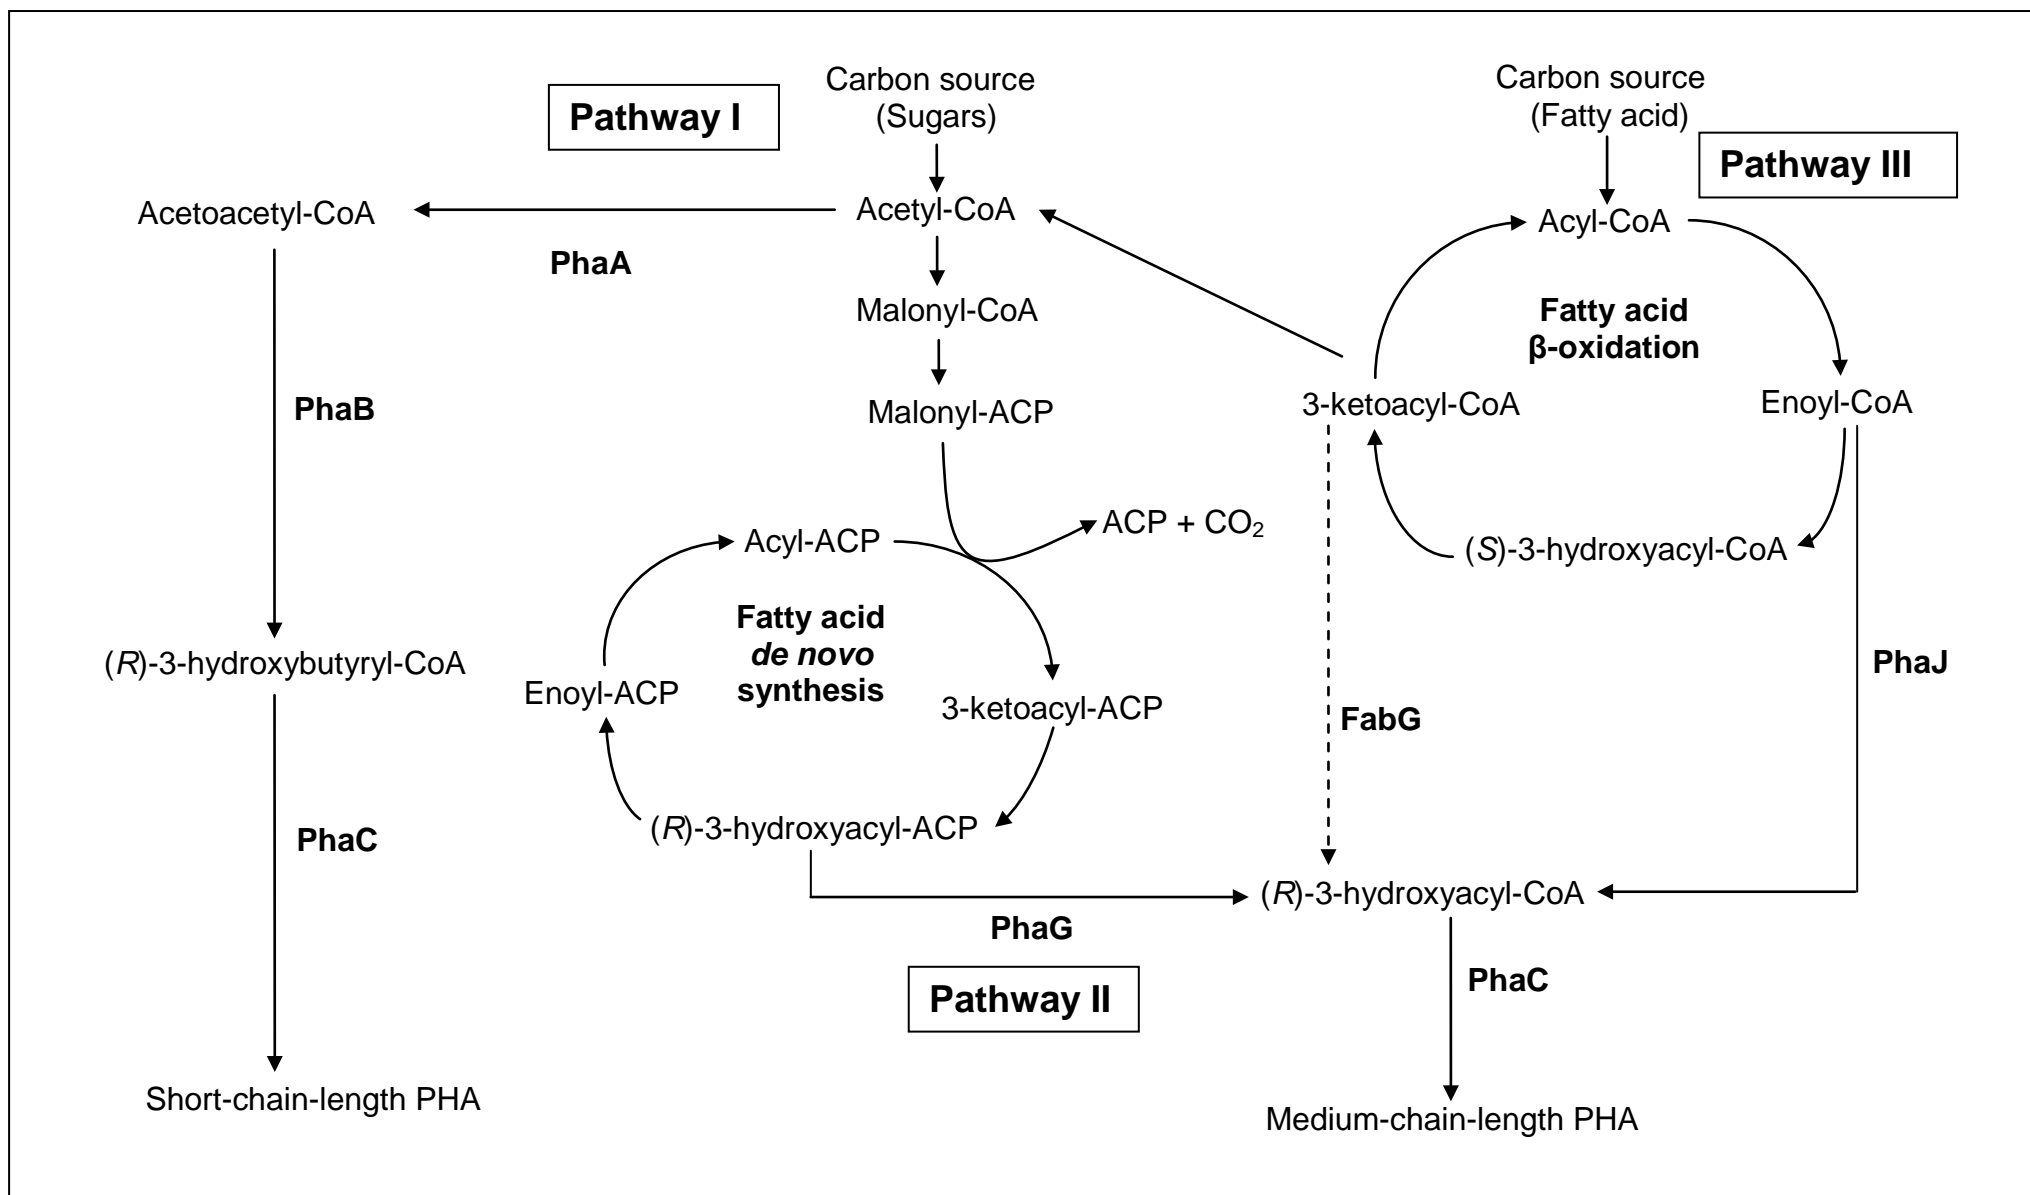 Carbon source
(Sugars)
Carbon source
(Fatty acid)
Pathway I
Pathway III
Acetoacetyl-CoA
Acetyl-CoA
Acyl-CoA
PhaA
Malonyl-CoA
Fatty acid
β-oxidation
PhaB
Malonyl-ACP
3-ketoacyl-CoA
Enoyl-CoA
ACP + CO₂
Acyl-ACP
(S)-3-hydroxyacyl-CoA
Fatty acid
de novo
synthesis
(R)-3-hydroxybutyryl-CoA
Enoyl-ACP
3-ketoacyl-ACP
PhaJ
FabG
PhaC
(R)-3-hydroxyacyl-ACP
(R)-3-hydroxyacyl-CoA
PhaG
PhaC
Pathway II
Short-chain-length PHA
Medium-chain-length PHA